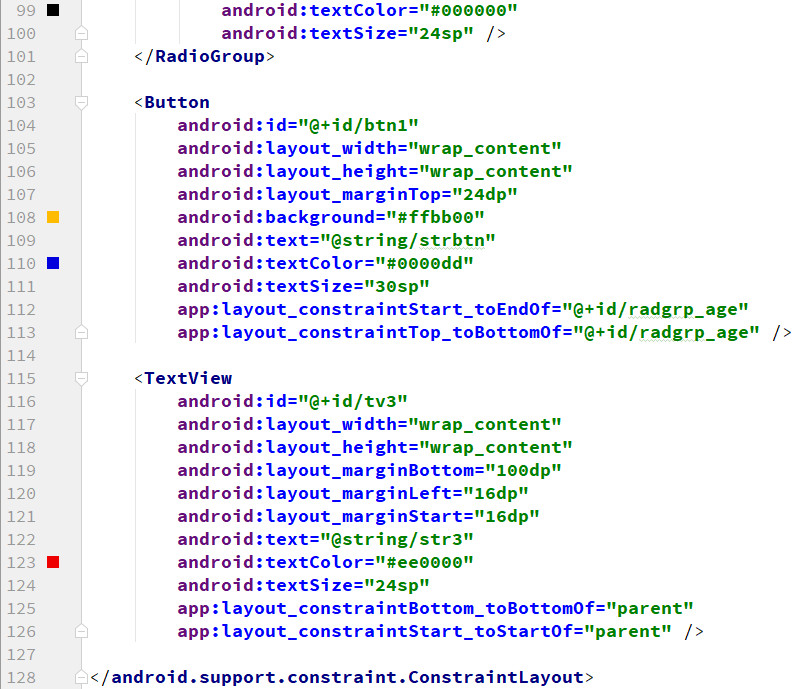 99 android:textColor="#000000"
100 android:textSize="24sp" />
101 </RadioGroup>
102
103 <Button
104 android:id="@+id/btn1"
105 android:layout_width="wrap_content"
106 android:layout_height="wrap_content"
107 android:layout_marginTop="24dp"
108 android:background="#ffbb00"
109 android:text="@string/strbtn"
110 android:textColor="#0000dd"
111 android:textSize="30sp"
112 app:layout_constraintStart_toEndOf="@+id/radgrp_age"
113 app:layout_constraintTop_toBottomOf="@+id/radgrp_age" />
114
115 <TextView
116 android:id="@+id/tv3"
117 android:layout_width="wrap_content"
118 android:layout_height="wrap_content"
119 android:layout_marginBottom="100dp"
120 android:layout_marginLeft="16dp"
121 android:layout_marginStart="16dp"
122 android:text="@string/str3"
123 android:textColor="#ee0000"
124 android:textSize="24sp"
125 app:layout_constraintBottom_toBottomOf="parent"
126 app:layout_constraintStart_toStartOf="parent" />
127
128 </android.support.constraint.ConstraintLayout>